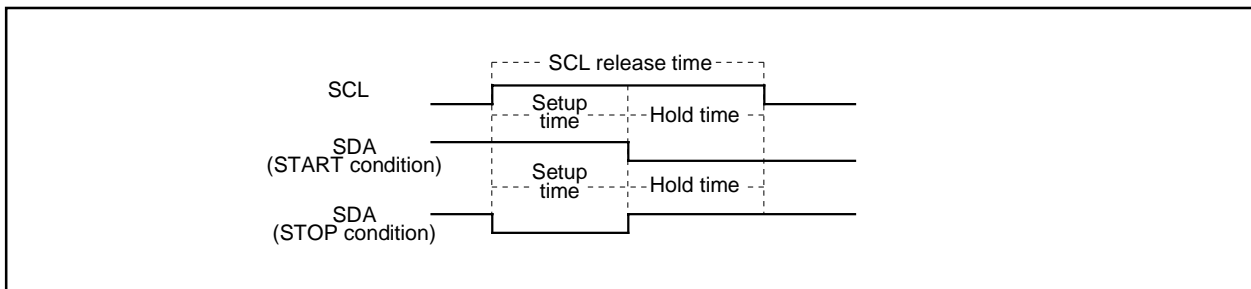 SCL release time
SCL
Setup
time
Hold time
SDA
(START condition)
Setup
time
Hold time
SDA
(STOP condition)